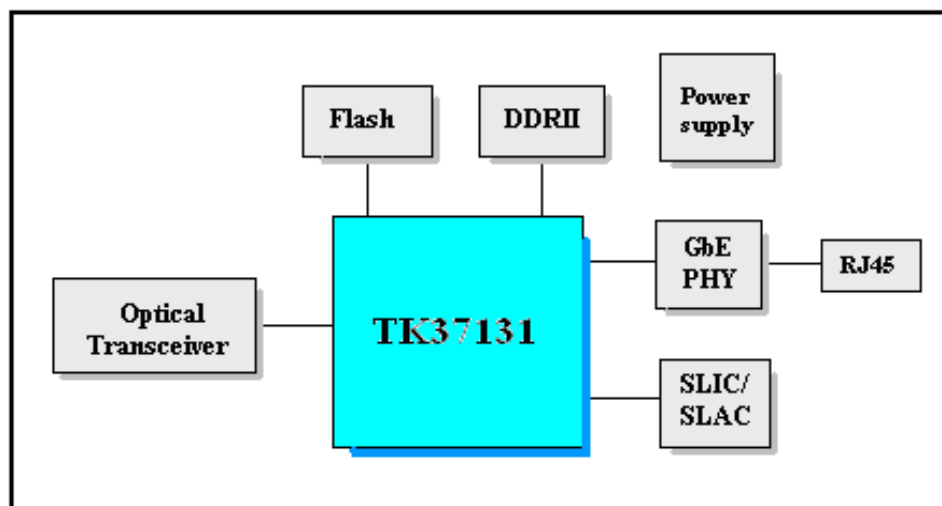 Flash
DDRII
Power
supply
GbE
PHY
RJ45
Optical
Transceiver
TK37131
SLIC/
SLAC